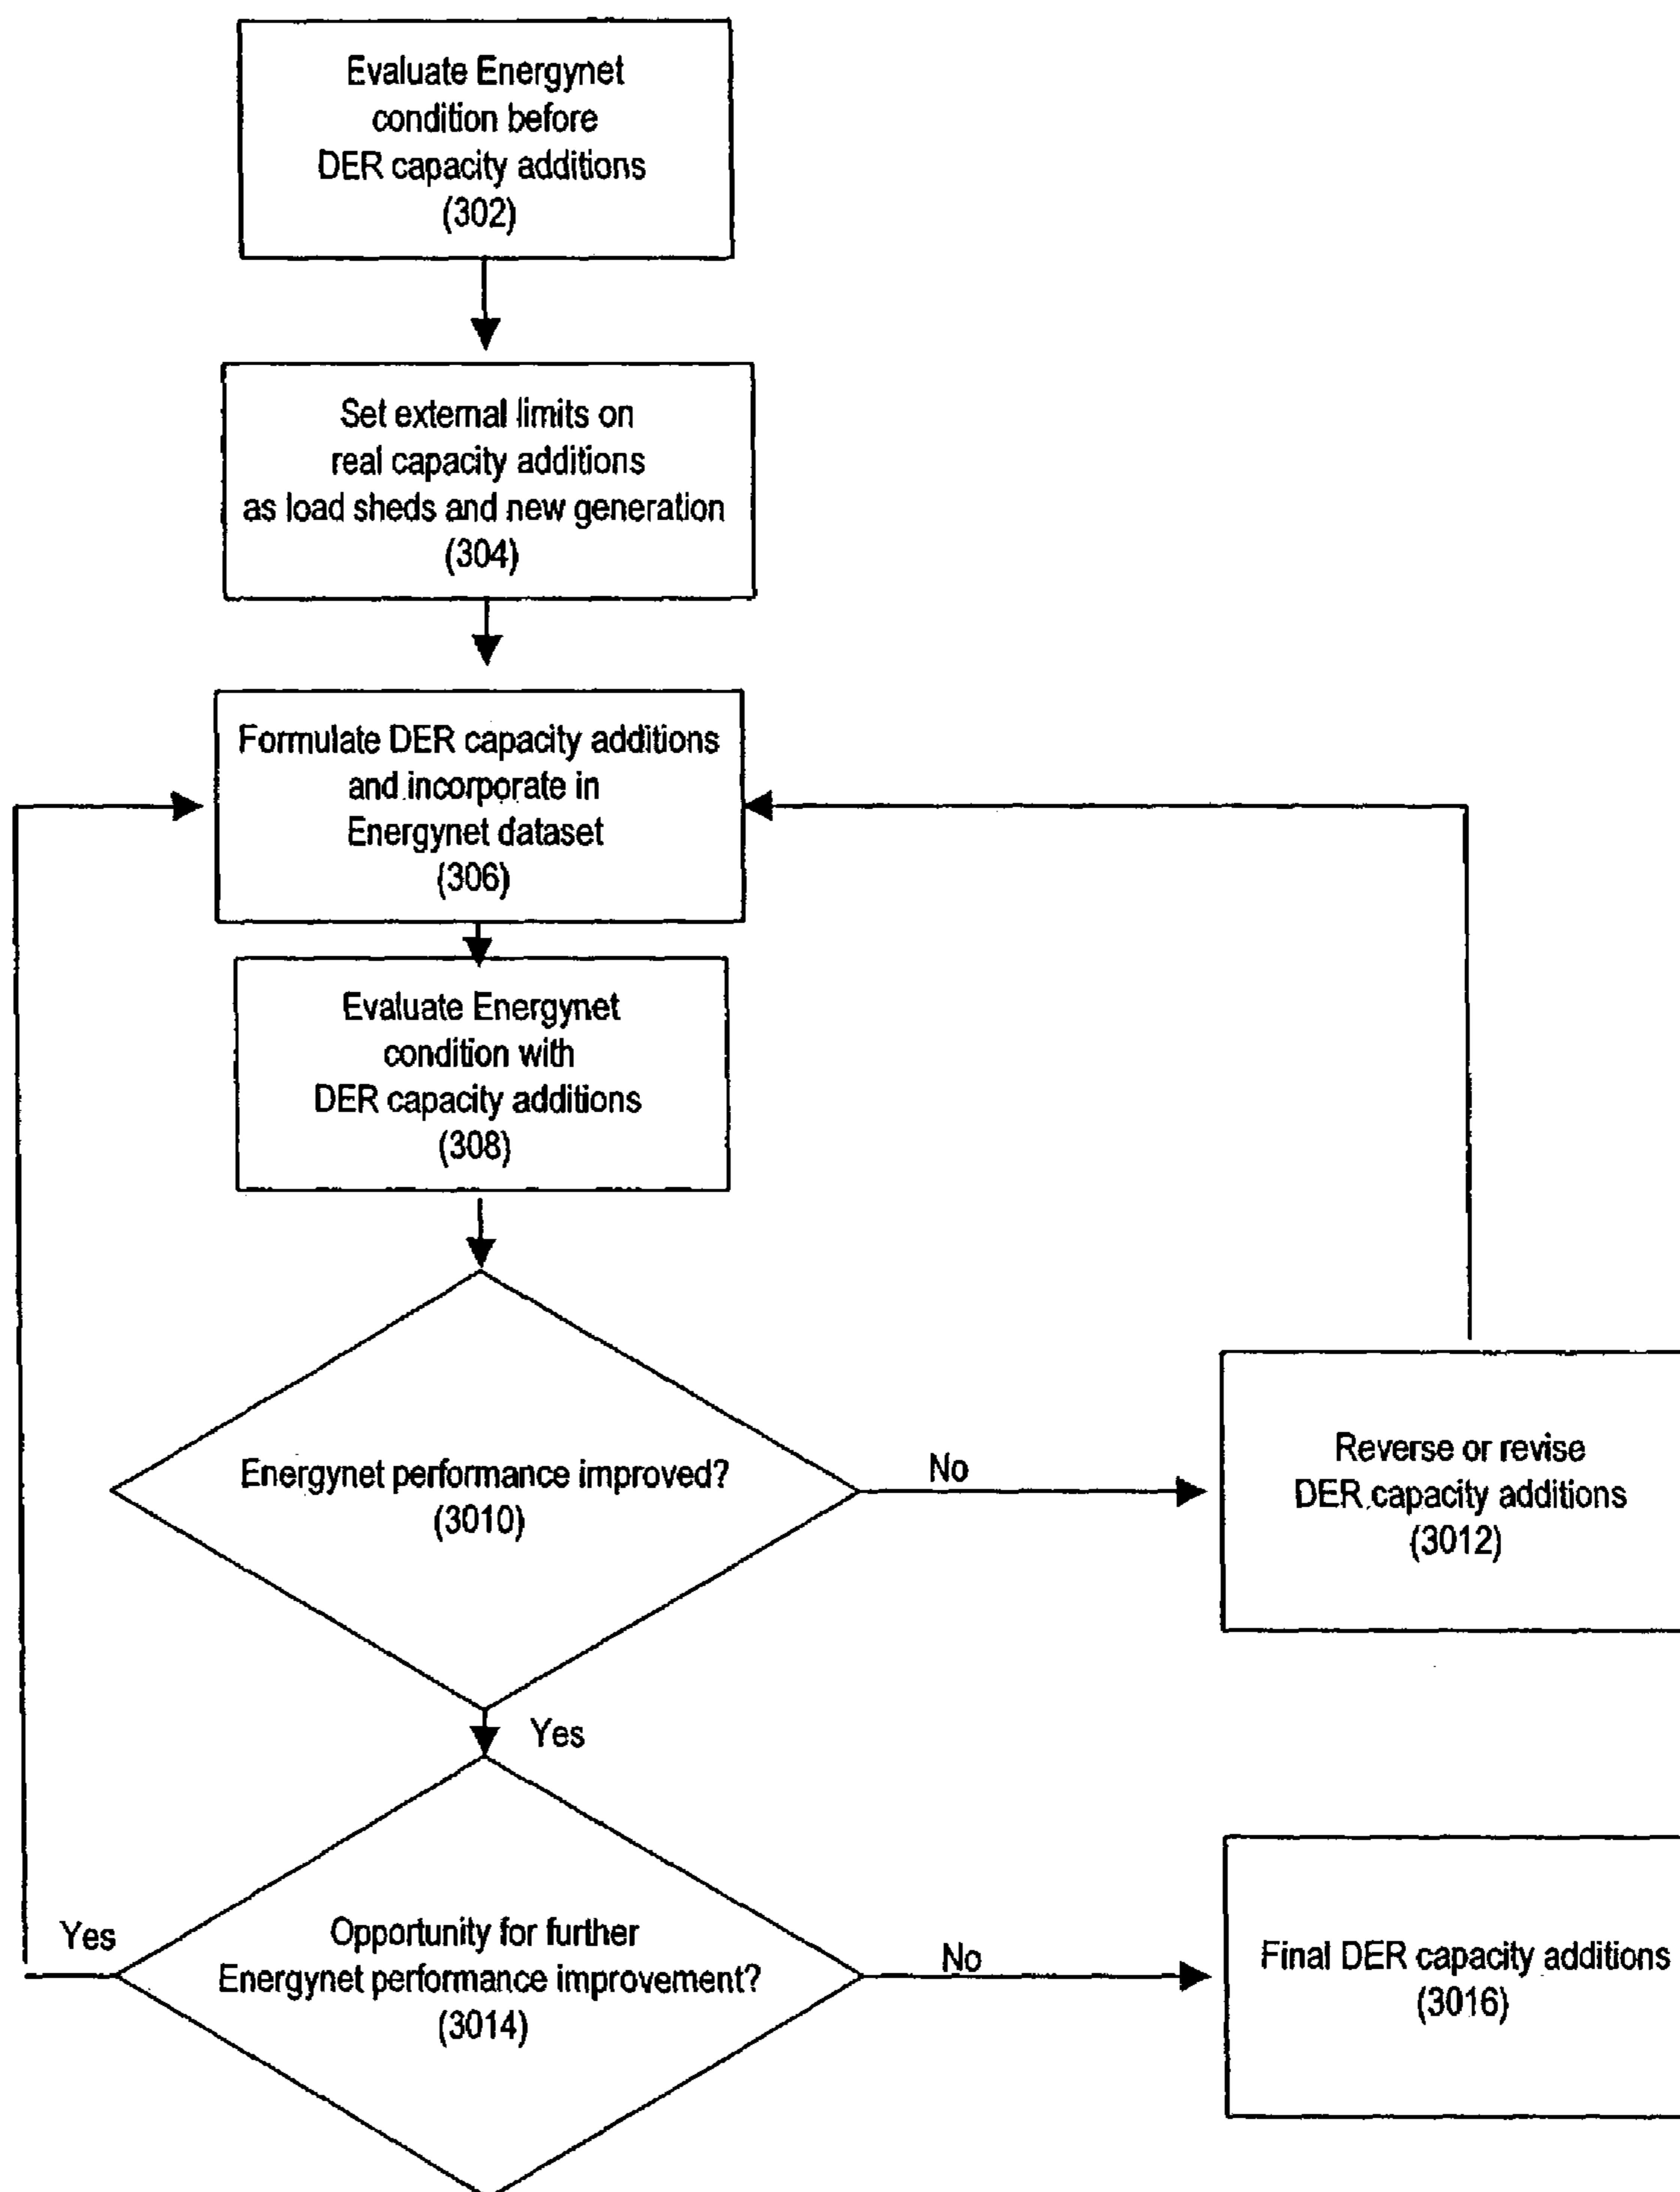 Evaluate Energynet
condition before
DER capacity additions
(302)
Set external limits on
real capacity additions
as load sheds and new generation
(304)
Formulate DER capacity additions
and incorporate in
Energynet dataset
(306)
Evaluate Energynet
condition with
DER capacity additions
(308)
Energynet performance improved?
(3010)
No
Reverse or revise
DER capacity additions
(3012)
Yes
Opportunity for further
Energynet performance improvement?
(3014)
Yes
No
Final DER capacity additions
(3016)